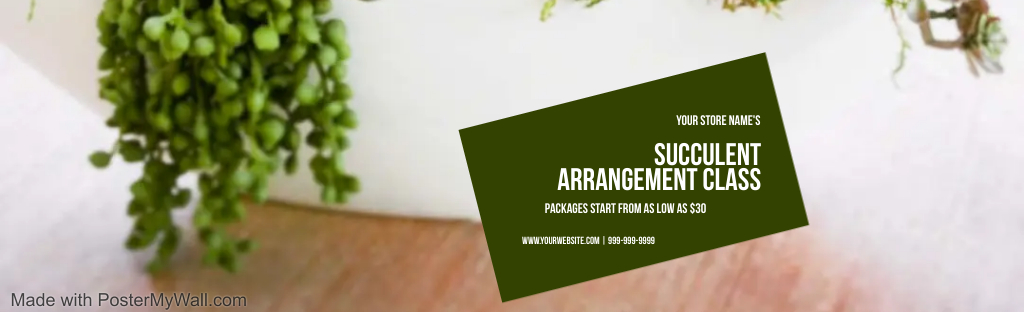 YOUR STORE NAME'S
SUCCULENT
ARRANGEMENT CLASS
PACKAGES START FROM AS LOW AS $30
WWW.YOURWEBSITE.COM | 999-999-9999
Made with PosterMyWall.com